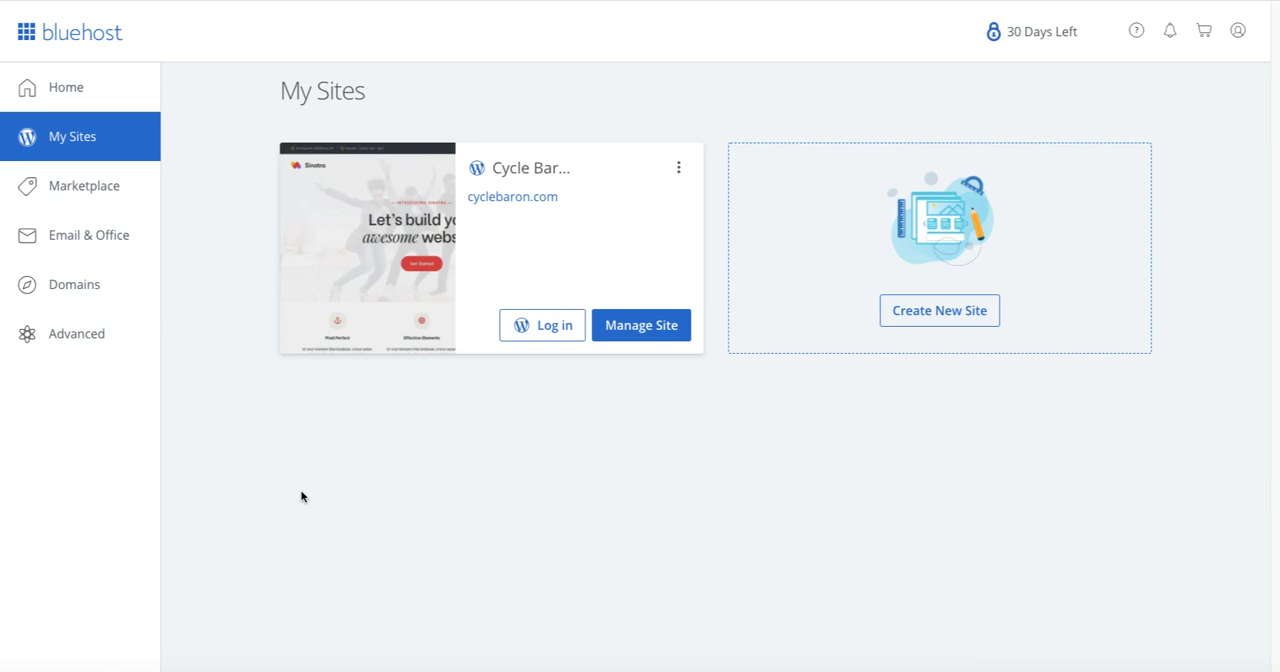 bluehost
30 Days Left
Home
My Sites
Marketplace
Email & Office
Domains
Advanced
My Sites
Sinatra
Let's build yo
awesome webs
Get Started
Pixel Perfect
Effective Elements
Cycle Bar...
cyclebaron.com
Log in
Manage Site
Create New Site